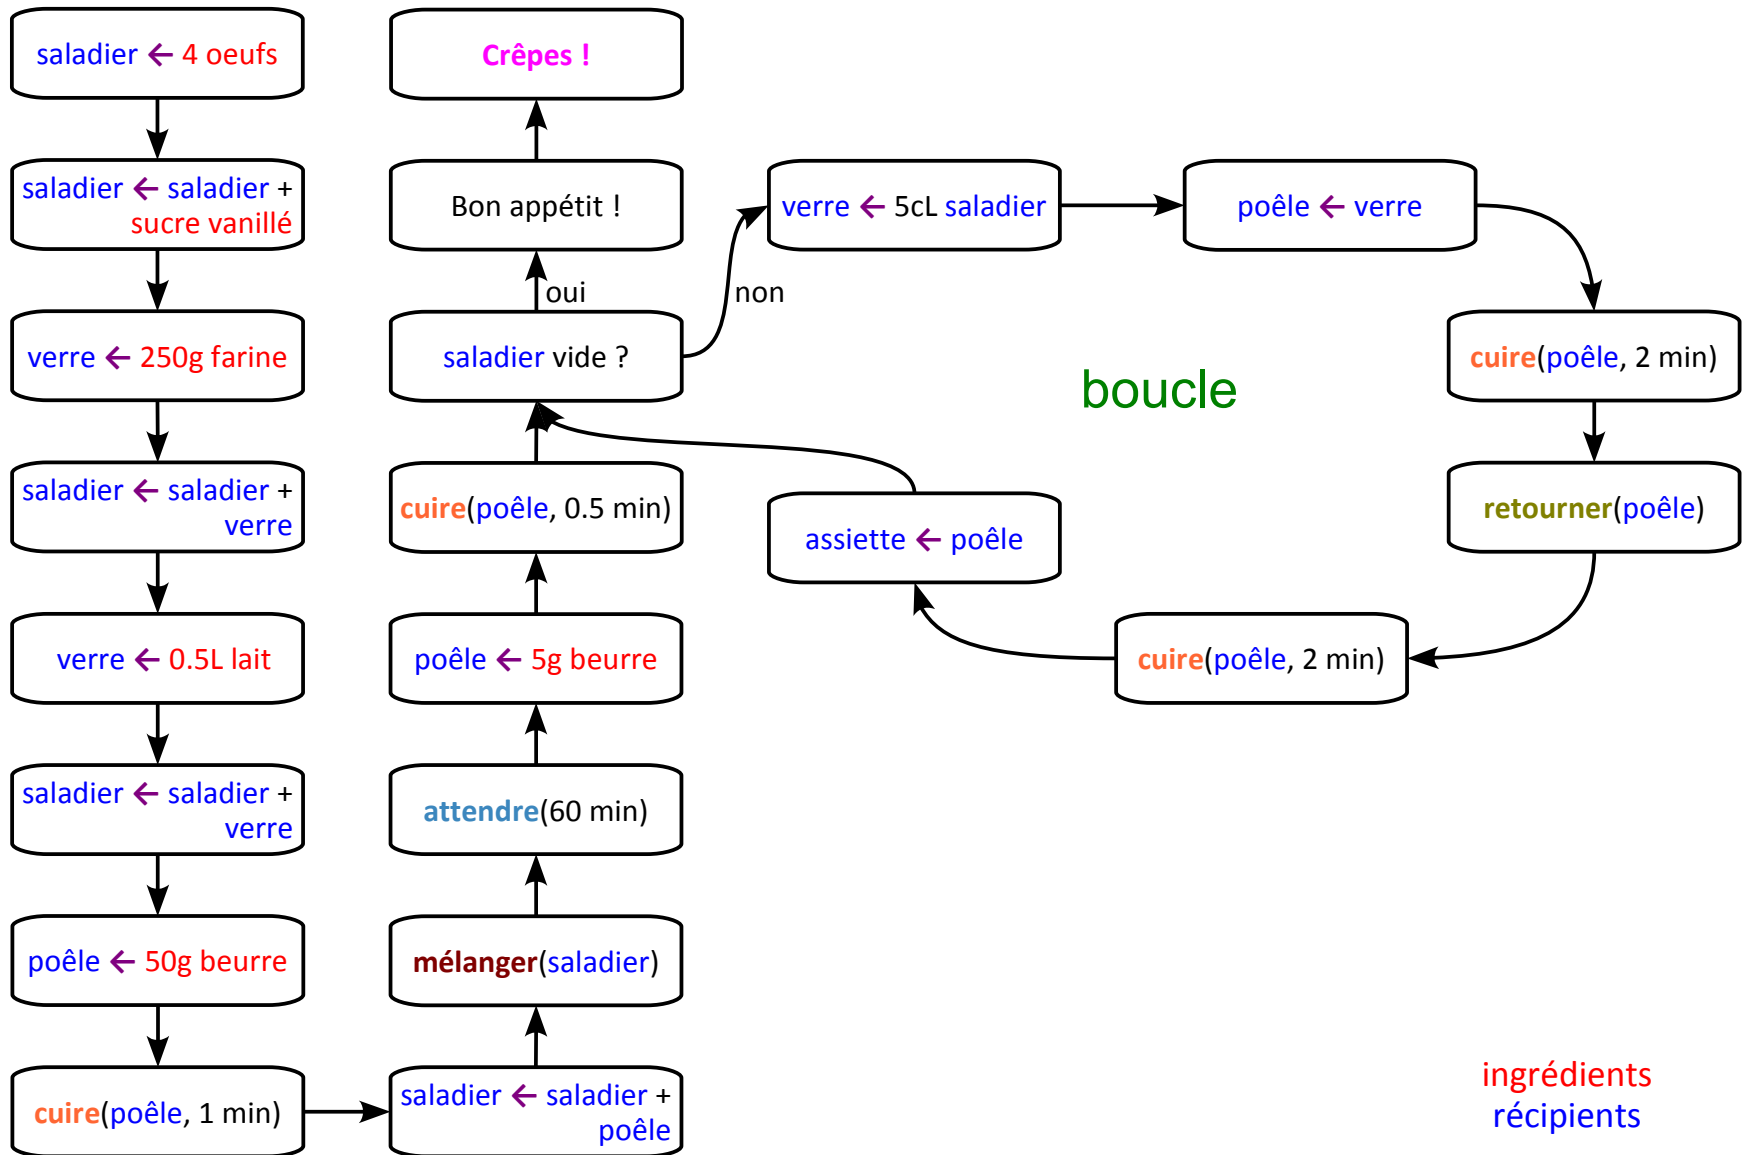 saladier ← 4 oeufs
saladier ← saladier +
sucre vanillé
verre ← 250g farine
saladier ← saladier +
verre
verre ← 0.5L lait
saladier ← saladier +
verre
poêle ← 50g beurre
cuire(poêle, 1 min)
saladier ← saladier +
poêle
mélanger(saladier)
attendre(60 min)
poêle ← 5g beurre
cuire(poêle, 0.5 min)
saladier vide ?
oui
non
Bon appétit !
Crêpes !
verre ← 5cL saladier
poêle ← verre
cuire(poêle, 2 min)
retourner(poêle)
cuire(poêle, 2 min)
assiette ← poêle
boucle
ingrédients
récipients